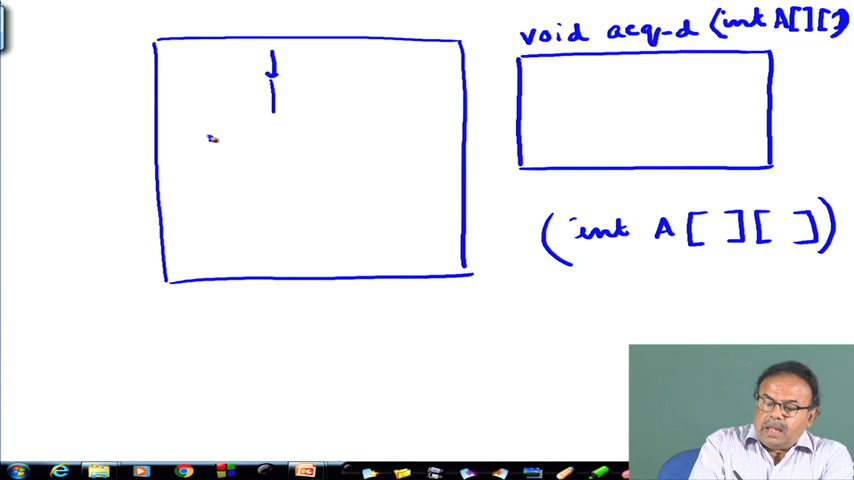 void acq-d (int A[][])
(int A[ ][ ])